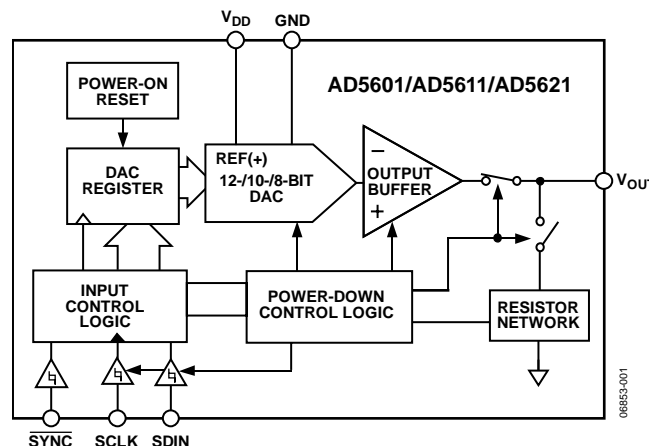 VDD GND
AD5601/AD5611/AD5621
POWER-ON
RESET
DAC
REGISTER
REF(+)
12-/10-/8-BIT
DAC
−
OUTPUT
BUFFER
+
VOUT
INPUT
CONTROL
LOGIC
POWER-DOWN
CONTROL LOGIC
RESISTOR
NETWORK
SYNC SCLK SDIN
06853-001